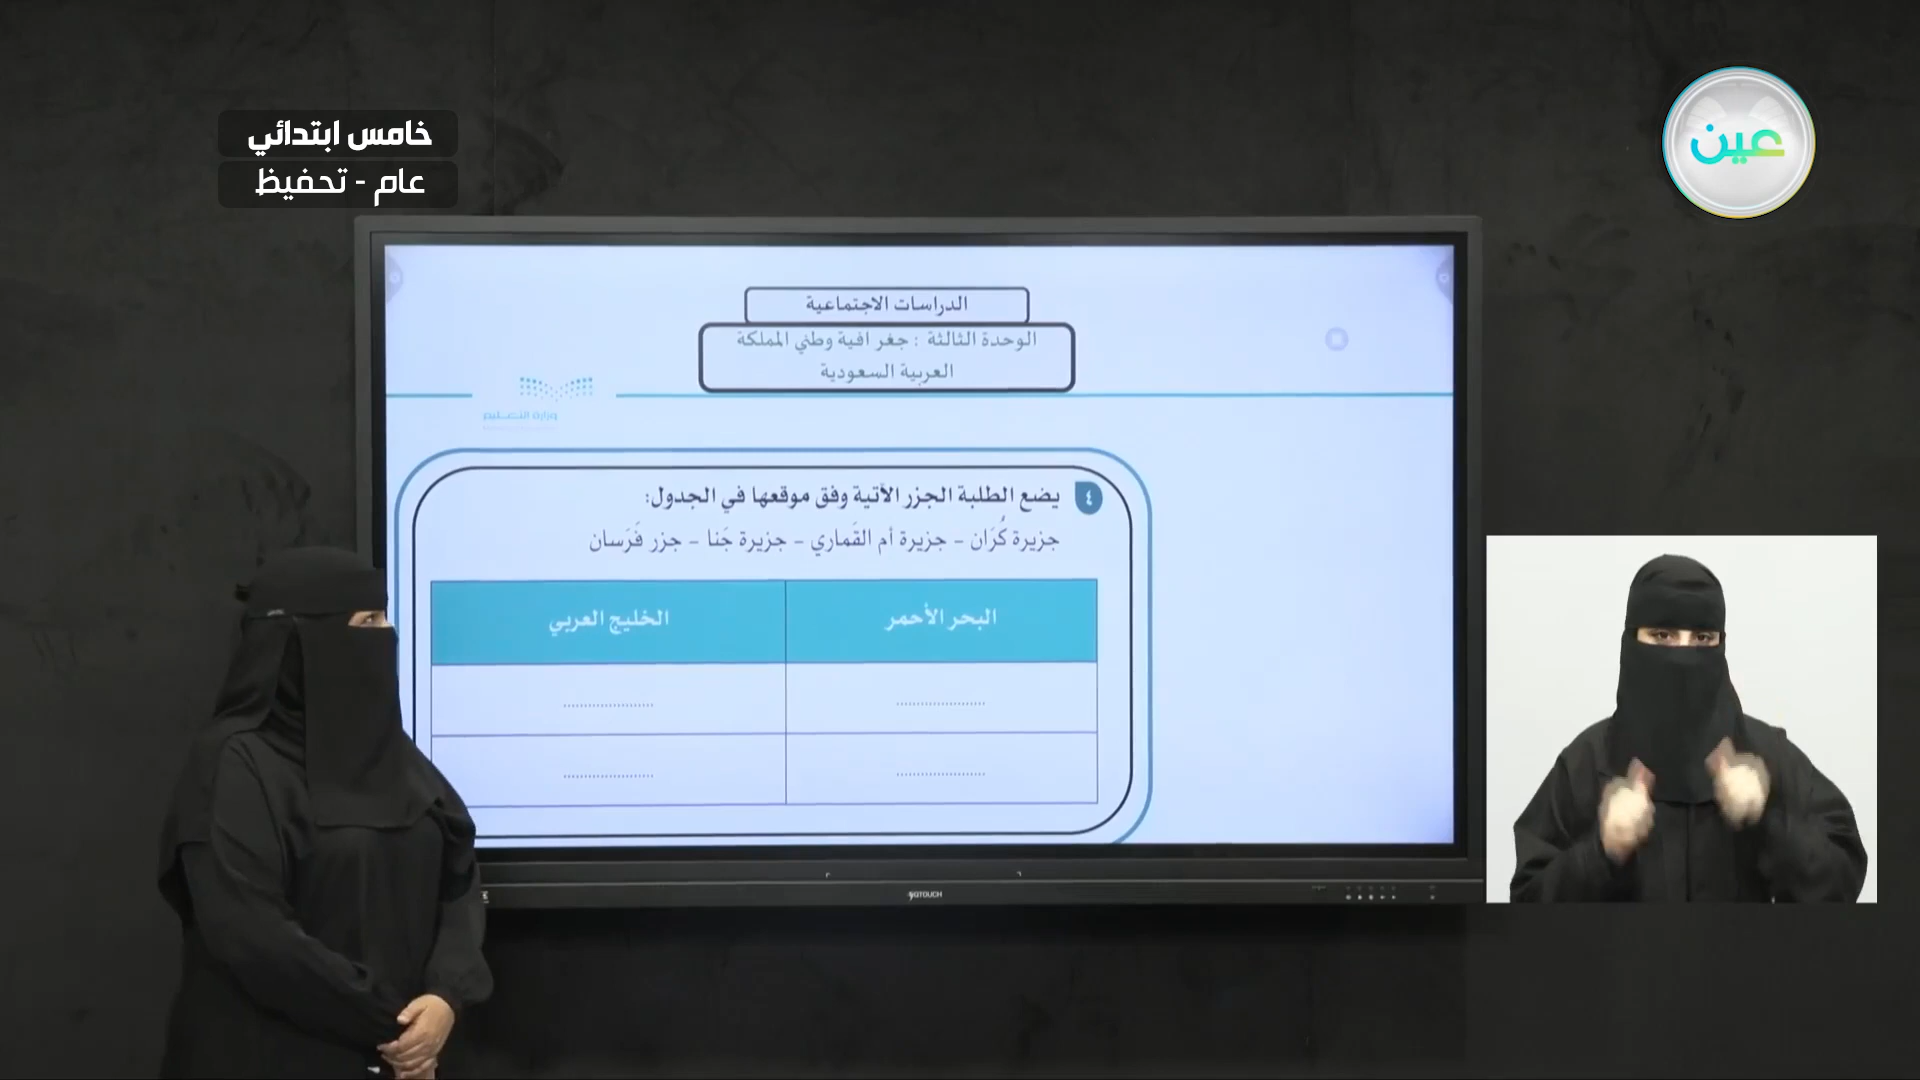 خامس ابتدائي
عام - تحفيظ
عين
الدراسات الاجتماعية
الوحدة الثالثة : جغرافية وطني المملكة
العربية السعودية
وزارة التعليم
٤ يضع الطلبة الجزر الآتية وفق موقعها في الجدول:
جزيرة كُرَان - جزيرة أم القَماري - جزيرة جَنا - جزر فَرَسان
البحر الأحمر
الخليج العربي
...................... ......................
...................... ......................